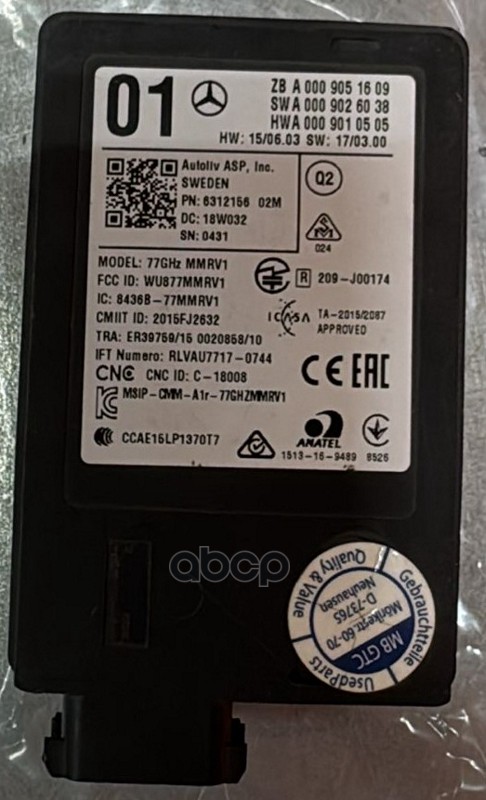 01
ZB A 000 905 16 09
SW A 000 902 60 38
HW A 000 901 05 05
HW: 15/06.03 SW: 17/03.00
Autoliv ASP, Inc.
SWEDEN
PN: 6312156 02M
DC: 18W032
SN: 0431
Q2
024
MODEL: 77GHz MMRV1
FCC ID: WU877MMRV1
IC: 8436B-77MMRV1
CMIIT ID: 2015FJ2632
TRA: ER39759/15 0020858/10
IFT Numero: RLVAU7717-0744
R 209-J00174
ICASA TA-2015/2087
APPROVED
CNC CNC ID: C-18008
CE EAC
MSIP-CMM-A1r-77GHZMMRV1
CCAE15LP1370T7
ANATEL
1513-16-9489 8526
abcp
Quality & Value
Gebrauchtteile
UsedParts
MB GTC
Mörikestr. 60-70
D-73765
Neuhausen